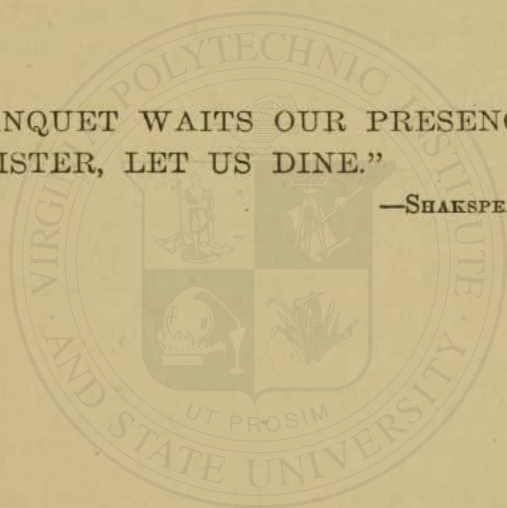 NQUET WAITS OUR PRESENC
ISTER, LET US DINE.”
—SHAKSPE
VIRGINIA POLYTECHNIC INSTITUTE
AND STATE UNIVERSITY
UT PROSIM